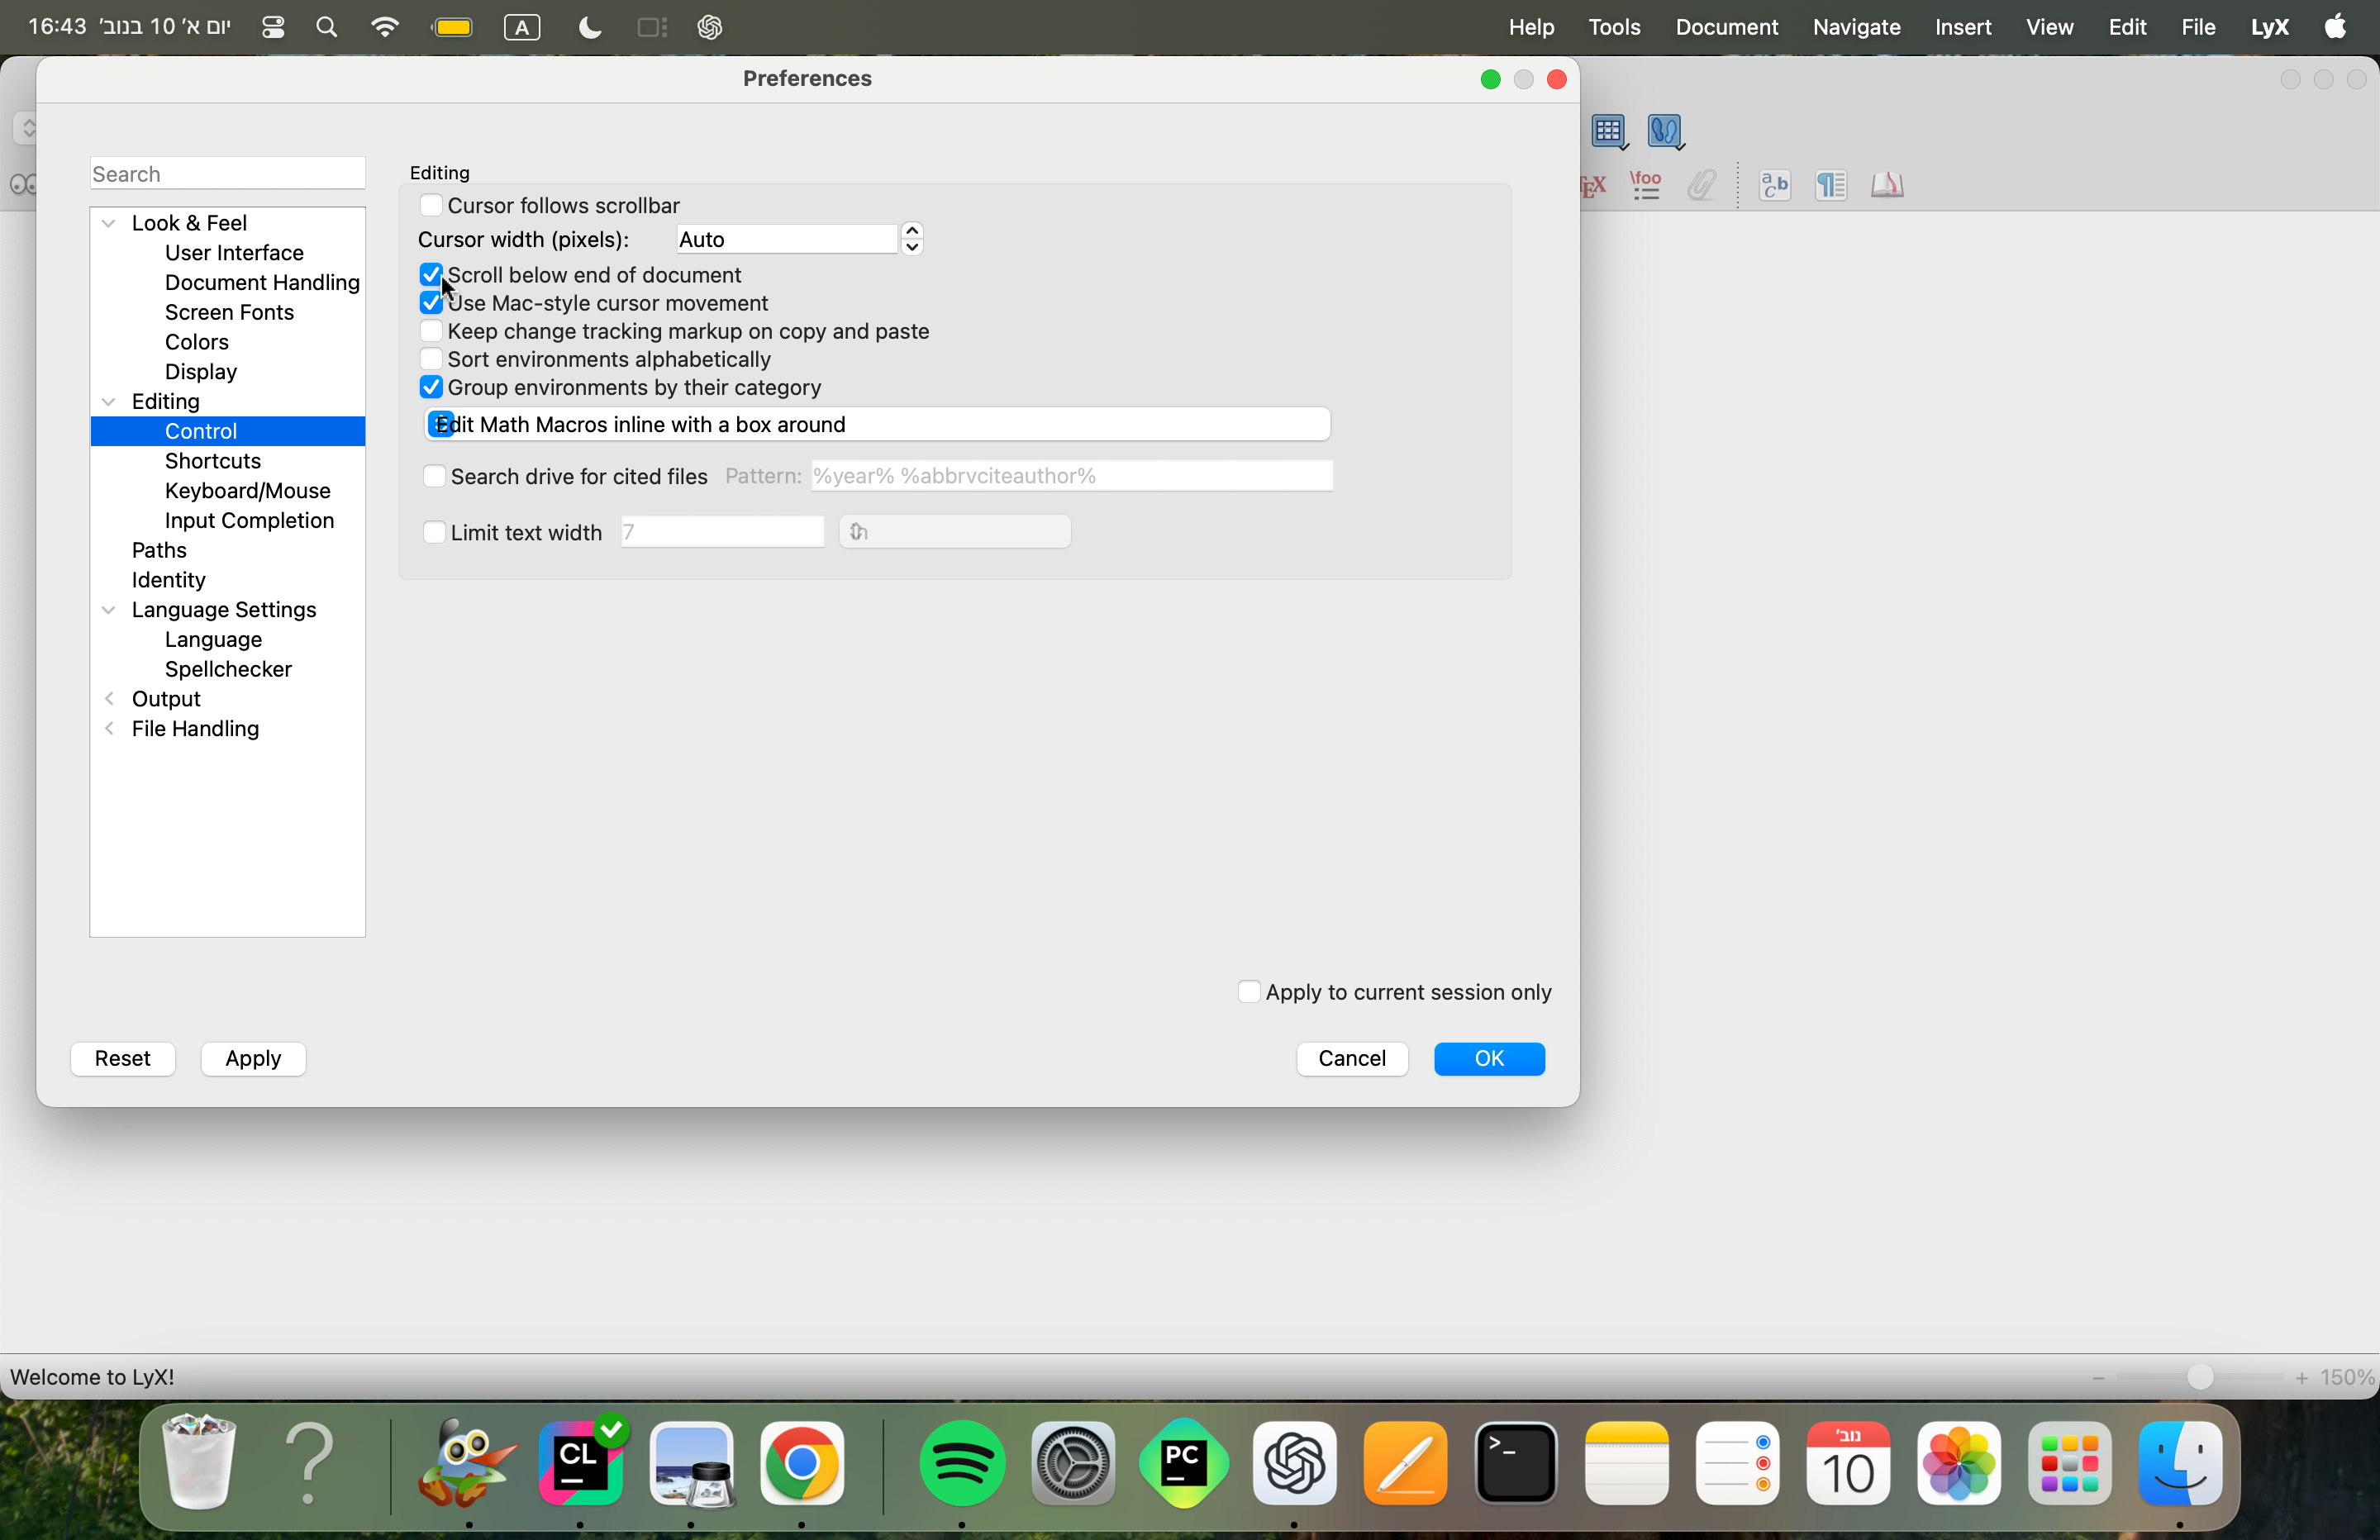 16:43 יום א׳ 10 בנוב׳
A
Help Tools Document Navigate Insert View Edit File LyX
Preferences
Search
Look & Feel
User Interface
Document Handling
Screen Fonts
Colors
Display
Editing
Control
Shortcuts
Keyboard/Mouse
Input Completion
Paths
Identity
Language Settings
Language
Spellchecker
Output
File Handling
Editing
Cursor follows scrollbar
Cursor width (pixels): Auto
Scroll below end of document
Use Mac-style cursor movement
Keep change tracking markup on copy and paste
Sort environments alphabetically
Group environments by their category
Edit Math Macros inline with a box around
Search drive for cited files Pattern: %year% %abbrvciteauthor%
Limit text width 7
Apply to current session only
Reset Apply Cancel OK
\foo
a b c
Welcome to LyX!
- + 150%
CL
PC
>_
נוב׳
10